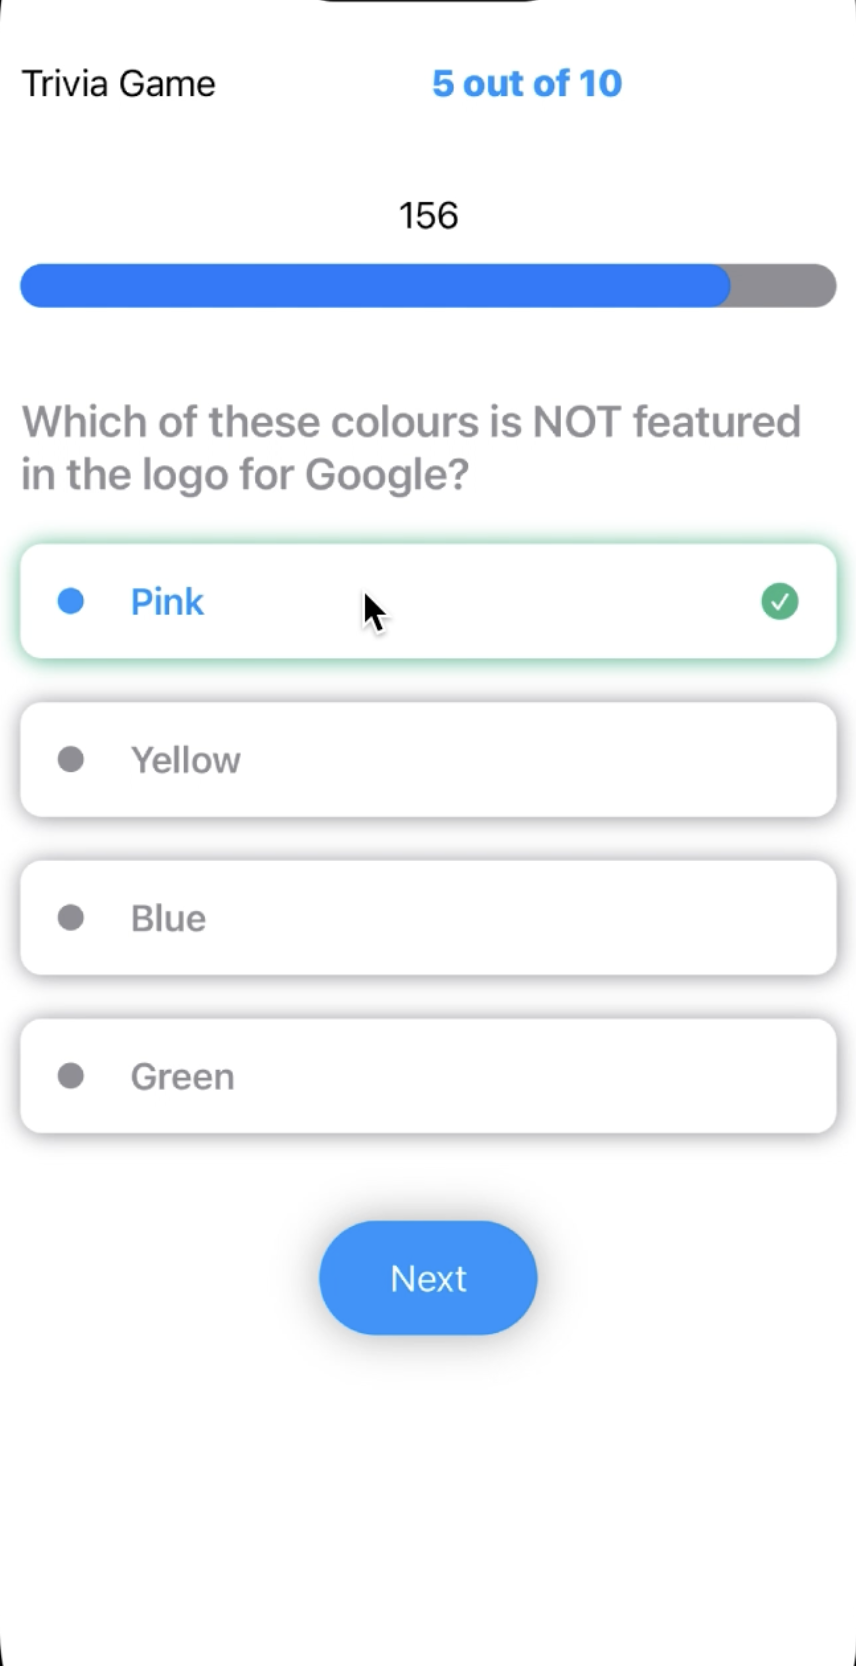 Trivia Game
5 out of 10
156
Which of these colours is NOT featured
in the logo for Google?
Pink
Yellow
Blue
Green
Next